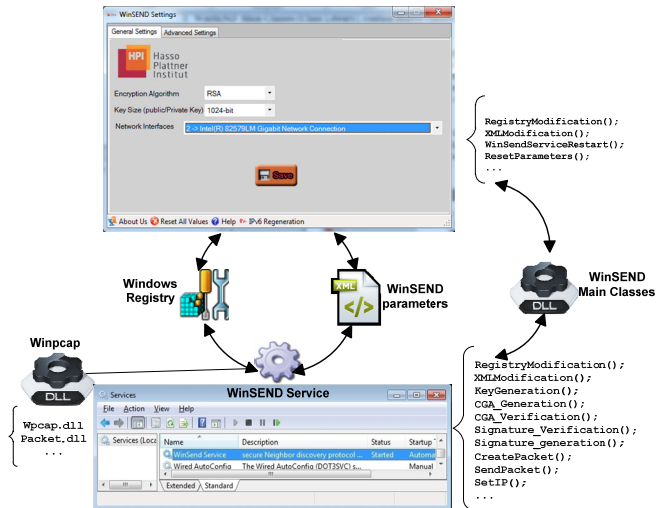 WinSEND Settings
General Settings
Advanced Settings
HPI
Hasso
Plattner
Institut
Encryption Algorithm
RSA
Key Size (public/Private Key)
1024-bit
Network Interfaces
2 -> Intel(R) 82579LM Gigabit Network Connection
Save
About Us
Reset All Values
Help
IPv6 Regeneration
RegistryModification();
XMLModification();
WinSendServiceRestart();
ResetParameters();
...
Windows
Registry
XML
</>
WinSEND
parameters
DLL
WinSEND
Main Classes
Winpcap
DLL
Wpcap.dll
Packet.dll
...
WinSEND Service
Services
File Action View Help
Services (Loca
Name
Description
Status
Startup
WinSend Service
secure Neighbor discovery protocol ...
Started
Automa
Wired AutoConfig
The Wired AutoConfig (DOT3SVC) s...
Manual
Extended
Standard
RegistryModification();
XMLModification();
KeyGeneration();
CGA_Generation();
CGA_Verification();
Signature_Verification();
Signature_generation();
CreatePacket();
SendPacket();
SetIP();
...